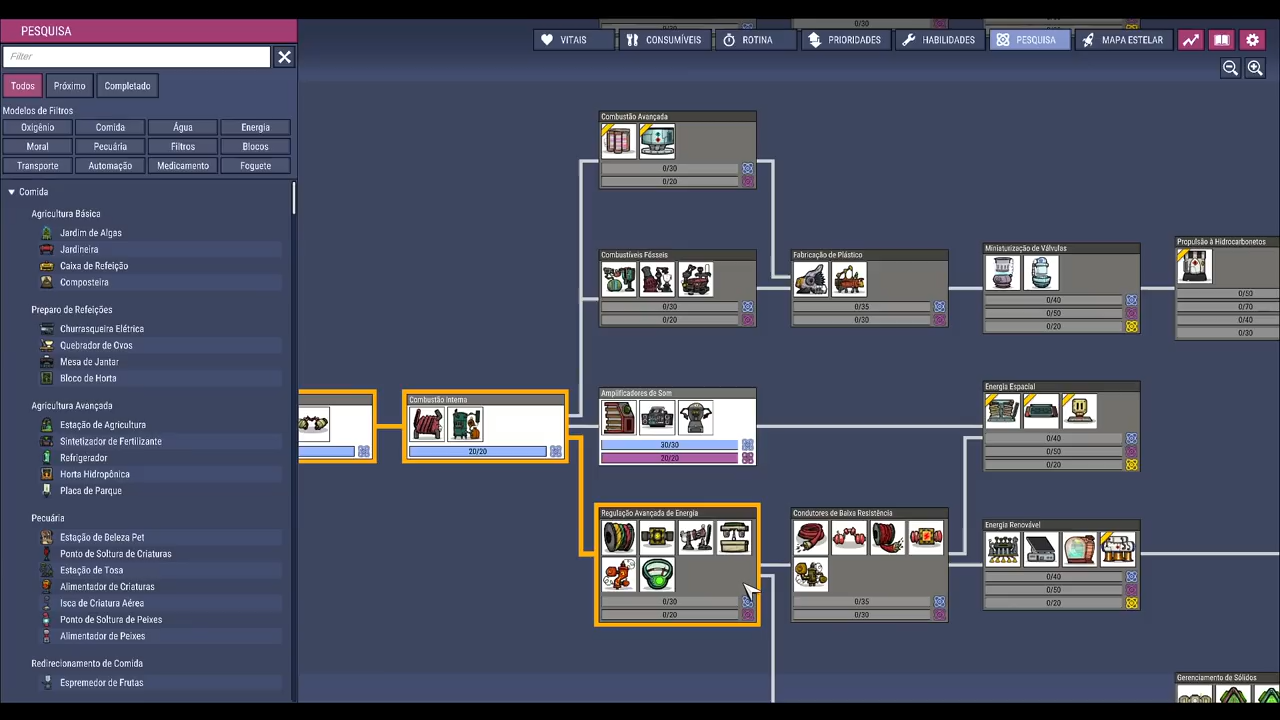 0/30
0/30
PESQUISA
VITAIS
CONSUMÍVEIS
ROTINA
PRIORIDADES
HABILIDADES
PESQUISA
MAPA ESTELAR
Filter
Todos
Próximo
Completado
Modelos de Filtros
Oxigênio
Comida
Água
Energia
Moral
Pecuária
Filtros
Blocos
Transporte
Automação
Medicamento
Foguete
Comida
Agricultura Básica
Jardim de Algas
Jardineira
Caixa de Refeição
Composteira
Preparo de Refeições
Churrasqueira Elétrica
Quebrador de Ovos
Mesa de Jantar
Bloco de Horta
Agricultura Avançada
Estação de Agricultura
Sintetizador de Fertilizante
Refrigerador
Horta Hidropônica
Placa de Parque
Pecuária
Estação de Beleza Pet
Ponto de Soltura de Criaturas
Estação de Tosa
Alimentador de Criaturas
Isca de Criatura Aérea
Ponto de Soltura de Peixes
Alimentador de Peixes
Redirecionamento de Comida
Espremedor de Frutas
Combustão Avançada
0/30
0/20
Combustíveis Fósseis
0/30
0/20
Fabricação de Plástico
0/35
0/30
Miniaturização de Válvulas
0/40
0/50
0/20
Propulsão à Hidrocarbonetos
0/50
0/70
0/40
0/30
Combustão Interna
20/20
Amplificadores de Som
30/30
20/20
Energia Espacial
0/40
0/50
0/20
Regulação Avançada de Energia
0/30
0/20
Condutores de Baixa Resistência
0/35
0/30
Energia Renovável
0/40
0/50
0/20
Gerenciamento de Sólidos